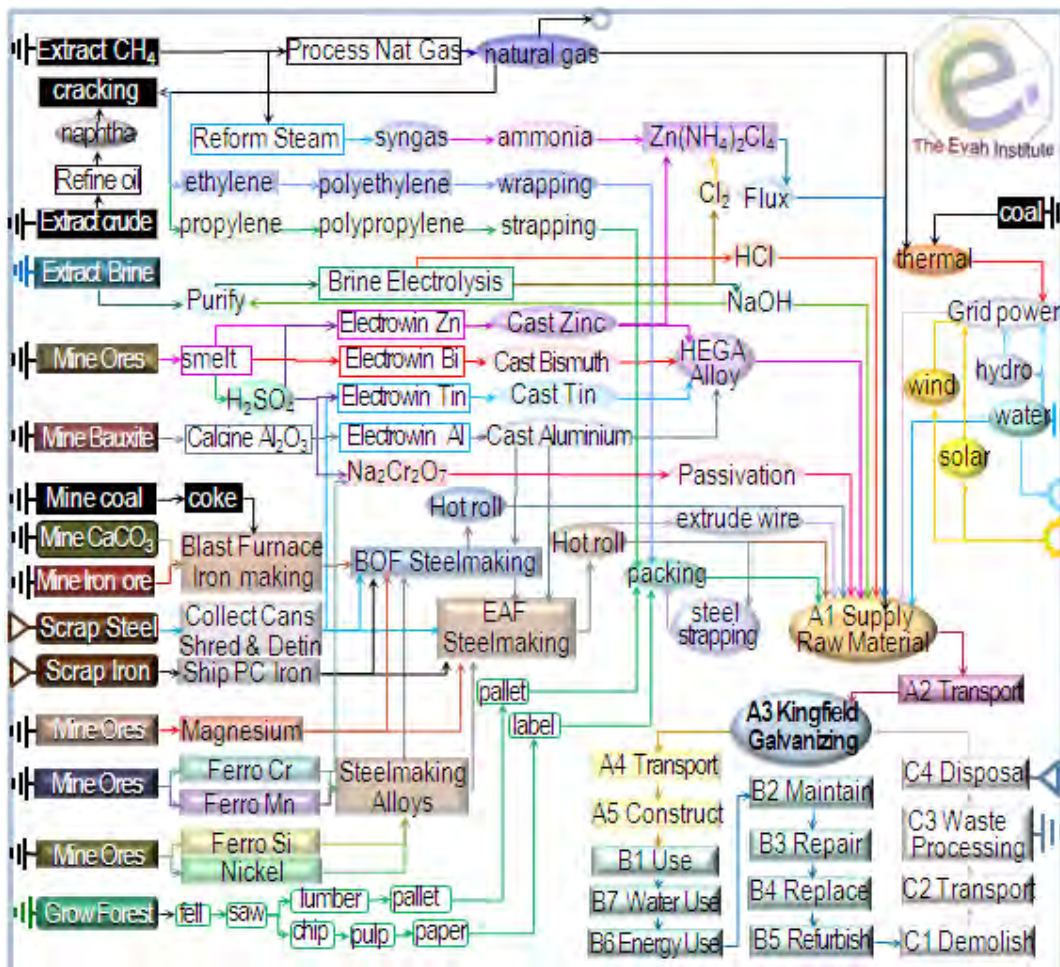 Extract CH4
Process Nat Gas
natural gas
cracking
naphtha
Reform Steam
syngas
ammonia
Zn(NH4)2Cl4
The Evah Institute
Refine oil
ethylene
polyethylene
wrapping
Cl2
Flux
Extract crude
propylene
polypropylene
strapping
coal
thermal
Extract Brine
Brine Electrolysis
HCl
Purify
NaOH
Grid power
Electrowin Zn
Cast Zinc
Mine Ores
smelt
Electrowin Bi
Cast Bismuth
HEGA
Alloy
hydro
wind
H2SO4
Electrowin Tin
Cast Tin
water
Mine Bauxite
Calcine Al2O3
Electrowin Al
Cast Aluminium
solar
Na2Cr2O7
Passivation
Mine coal
coke
Hot roll
extrude wire
Mine CaCO3
Blast Furnace
Iron making
BOF Steelmaking
Hot roll
packing
Mine Iron ore
EAF
Steelmaking
steel
strapping
A1 Supply
Raw Material
Scrap Steel
Collect Cans
Shred & Detin
Scrap Iron
Ship PC Iron
pallet
A2 Transport
Mine Ores
Magnesium
label
A3 Kingfield
Galvanizing
Mine Ores
Ferro Cr
Ferro Mn
Steelmaking
Alloys
A4 Transport
B2 Maintain
C4 Disposal
A5 Construct
C3 Waste
Processing
Mine Ores
Ferro Si
Nickel
B1 Use
B3 Repair
B7 Water Use
B4 Replace
C2 Transport
Grow Forest
fell
saw
lumber
pallet
chip
pulp
paper
B6 Energy Use
B5 Refurbish
C1 Demolish